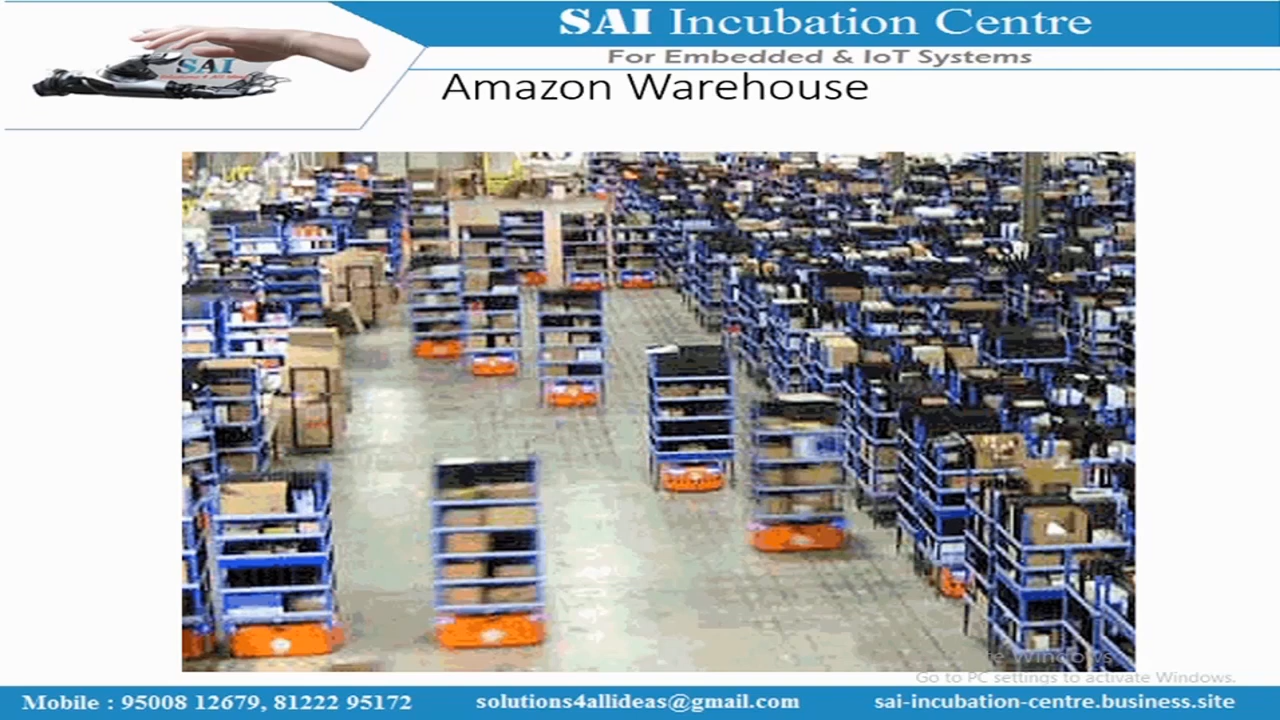 SAI Incubation Centre
For Embedded & IoT Systems
SAI
Amazon Warehouse
Windows
Go to PC settings to activate Windows.
Mobile : 95008 12679, 81222 95172
solutions4allideas@gmail.com
sai-incubation-centre.business.site